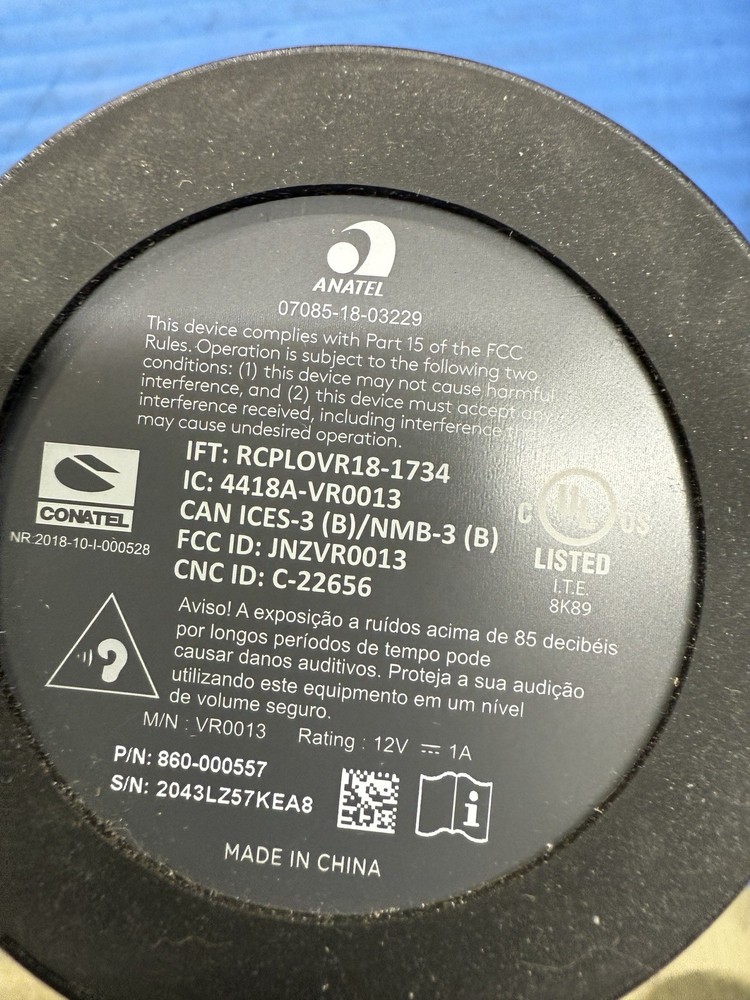 ANATEL
07085-18-03229
This device complies with Part 15 of the FCC
Rules. Operation is subject to the following two
conditions: (1) this device may not cause harmful
interference, and (2) this device must accept any
interference received, including interference that
may cause undesired operation.
IFT: RCPLOVR18-1734
IC: 4418A-VR0013
CAN ICES-3 (B)/NMB-3 (B)
FCC ID: JNZVR0013
CNC ID: C-22656
CONATEL
NR:2018-10-I-000528
C UL US
LISTED
I.T.E.
8K89
Aviso! A exposição a ruídos acima de 85 decibéis
por longos períodos de tempo pode
causar danos auditivos. Proteja a sua audição
utilizando este equipamento em um nível
de volume seguro.
M/N : VR0013 Rating : 12V ⎓ 1A
P/N: 860-000557
S/N: 2043LZ57KEA8
i
MADE IN CHINA